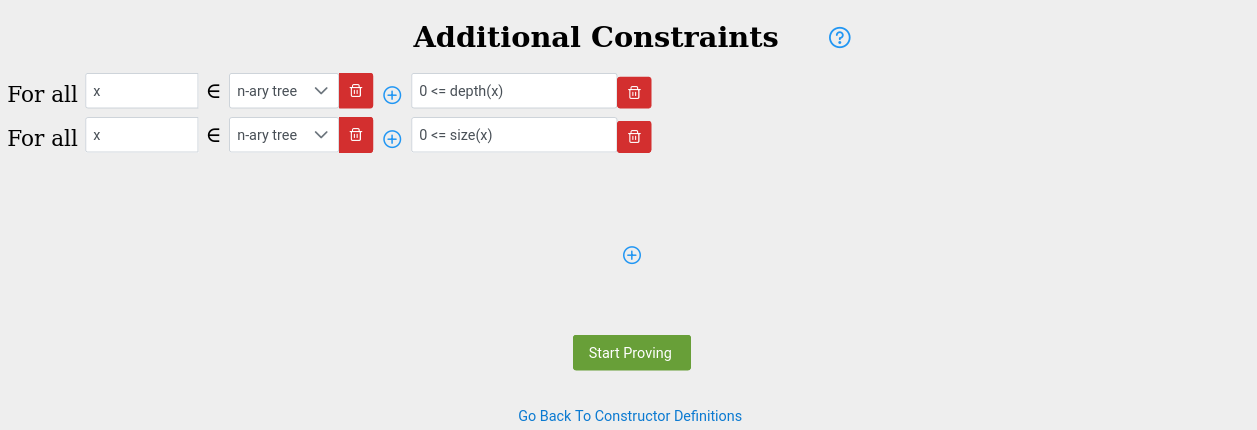 Additional Constraints ?
For all x ∈ n-ary tree 0 <= depth(x)
For all x ∈ n-ary tree 0 <= size(x)
Start Proving
Go Back To Constructor Definitions